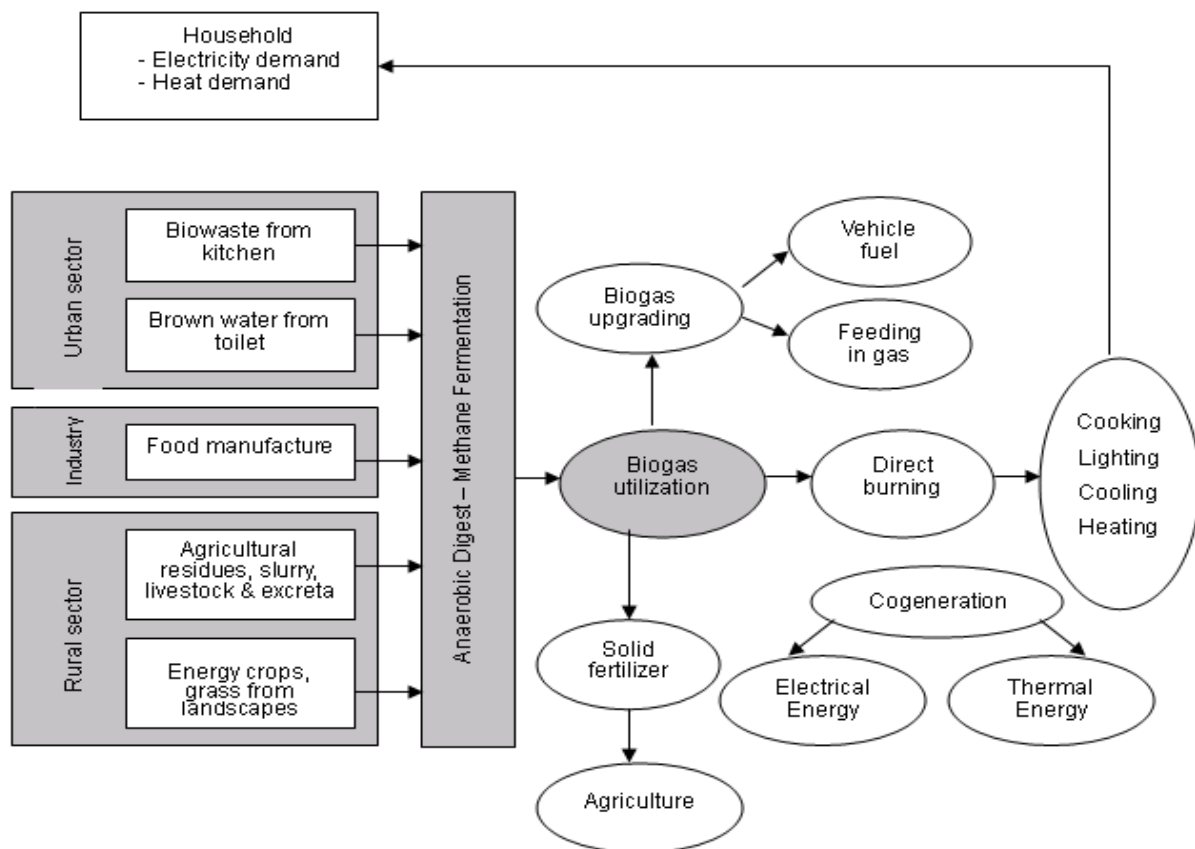 Household
- Electricity demand
- Heat demand
Urban sector
Biowaste from
kitchen
Brown water from
toilet
Industry
Food manufacture
Rural sector
Agricultural
residues, slurry,
livestock & excreta
Energy crops,
grass from
landscapes
Anaerobic Digest – Methane Fermentation
Biogas
utilization
Biogas
upgrading
Vehicle
fuel
Feeding
in gas
Direct
burning
Cooking
Lighting
Cooling
Heating
Cogeneration
Electrical
Energy
Thermal
Energy
Solid
fertilizer
Agriculture